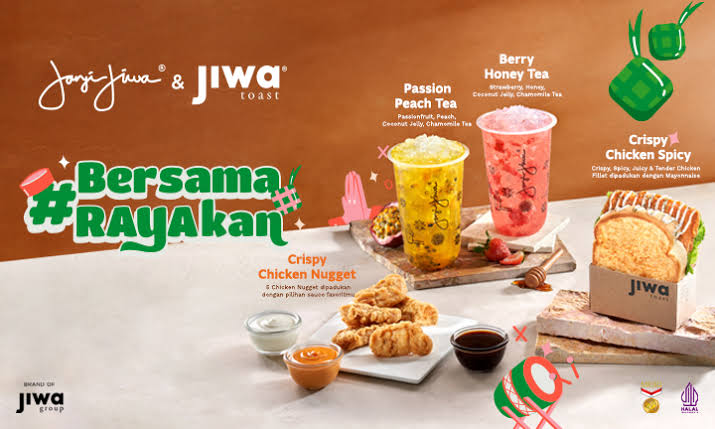 Janji Jiwa® & JIWA®
toast
#Bersama
RAYAkan
Passion
Peach Tea
Passionfruit, Peach,
Coconut Jelly, Chamomile Tea
Berry
Honey Tea
Strawberry, Honey,
Coconut Jelly, Chamomile Tea
Crispy
Chicken Spicy
Crispy, Spicy, Juicy & Tender Chicken
Fillet dipadukan dengan Mayonnaise
Crispy
Chicken Nugget
5 Chicken Nugget dipadukan
dengan pilihan sauce favoritmu
Janji Jiwa
JIWA
toast
BRAND OF
JIWA
group
HALAL